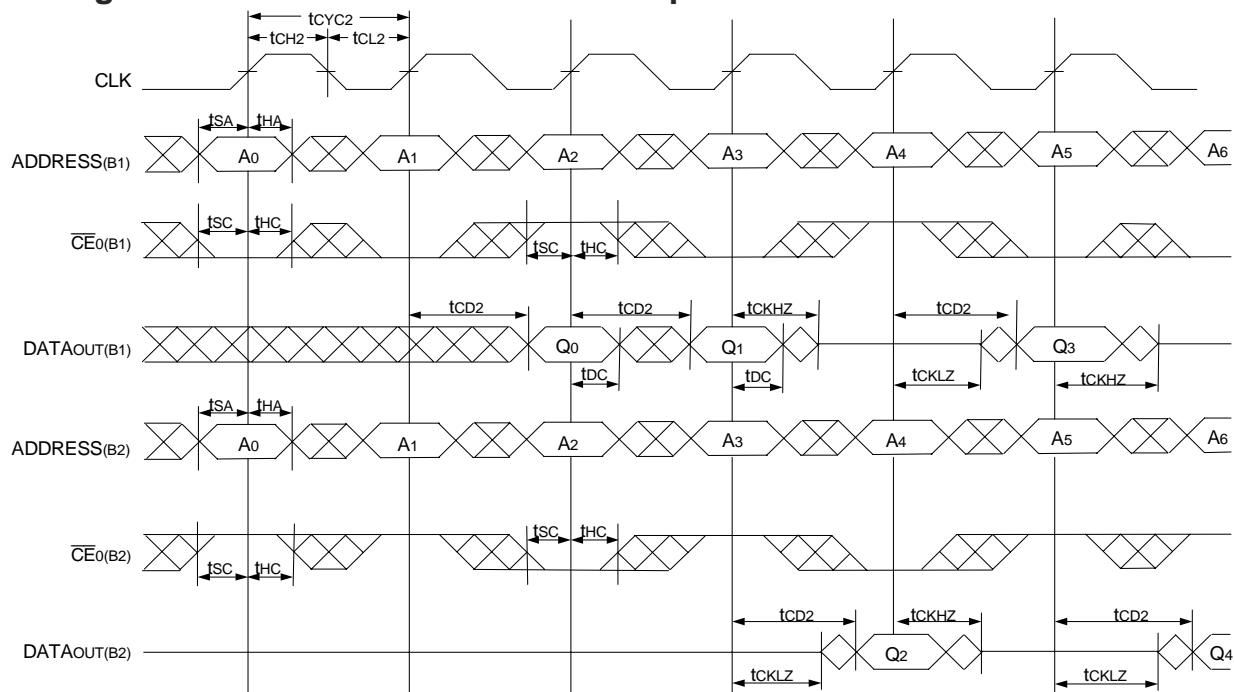 tCYC2
tCH2 tCL2
CLK
tSA tHA
ADDRESS(B1) A0 A1 A2 A3 A4 A5 A6
tSC tHC
CE0(B1)
tSC tHC
tCD2 tCD2 tCKHZ tCD2
DATAOUT(B1) Q0 Q1 Q3
tDC tDC tCKLZ tCKHZ
tSA tHA
ADDRESS(B2) A0 A1 A2 A3 A4 A5 A6
tSC tHC
CE0(B2)
tSC tHC
tCD2 tCKHZ tCD2
DATAOUT(B2) Q2 Q4
tCKLZ tCKLZ